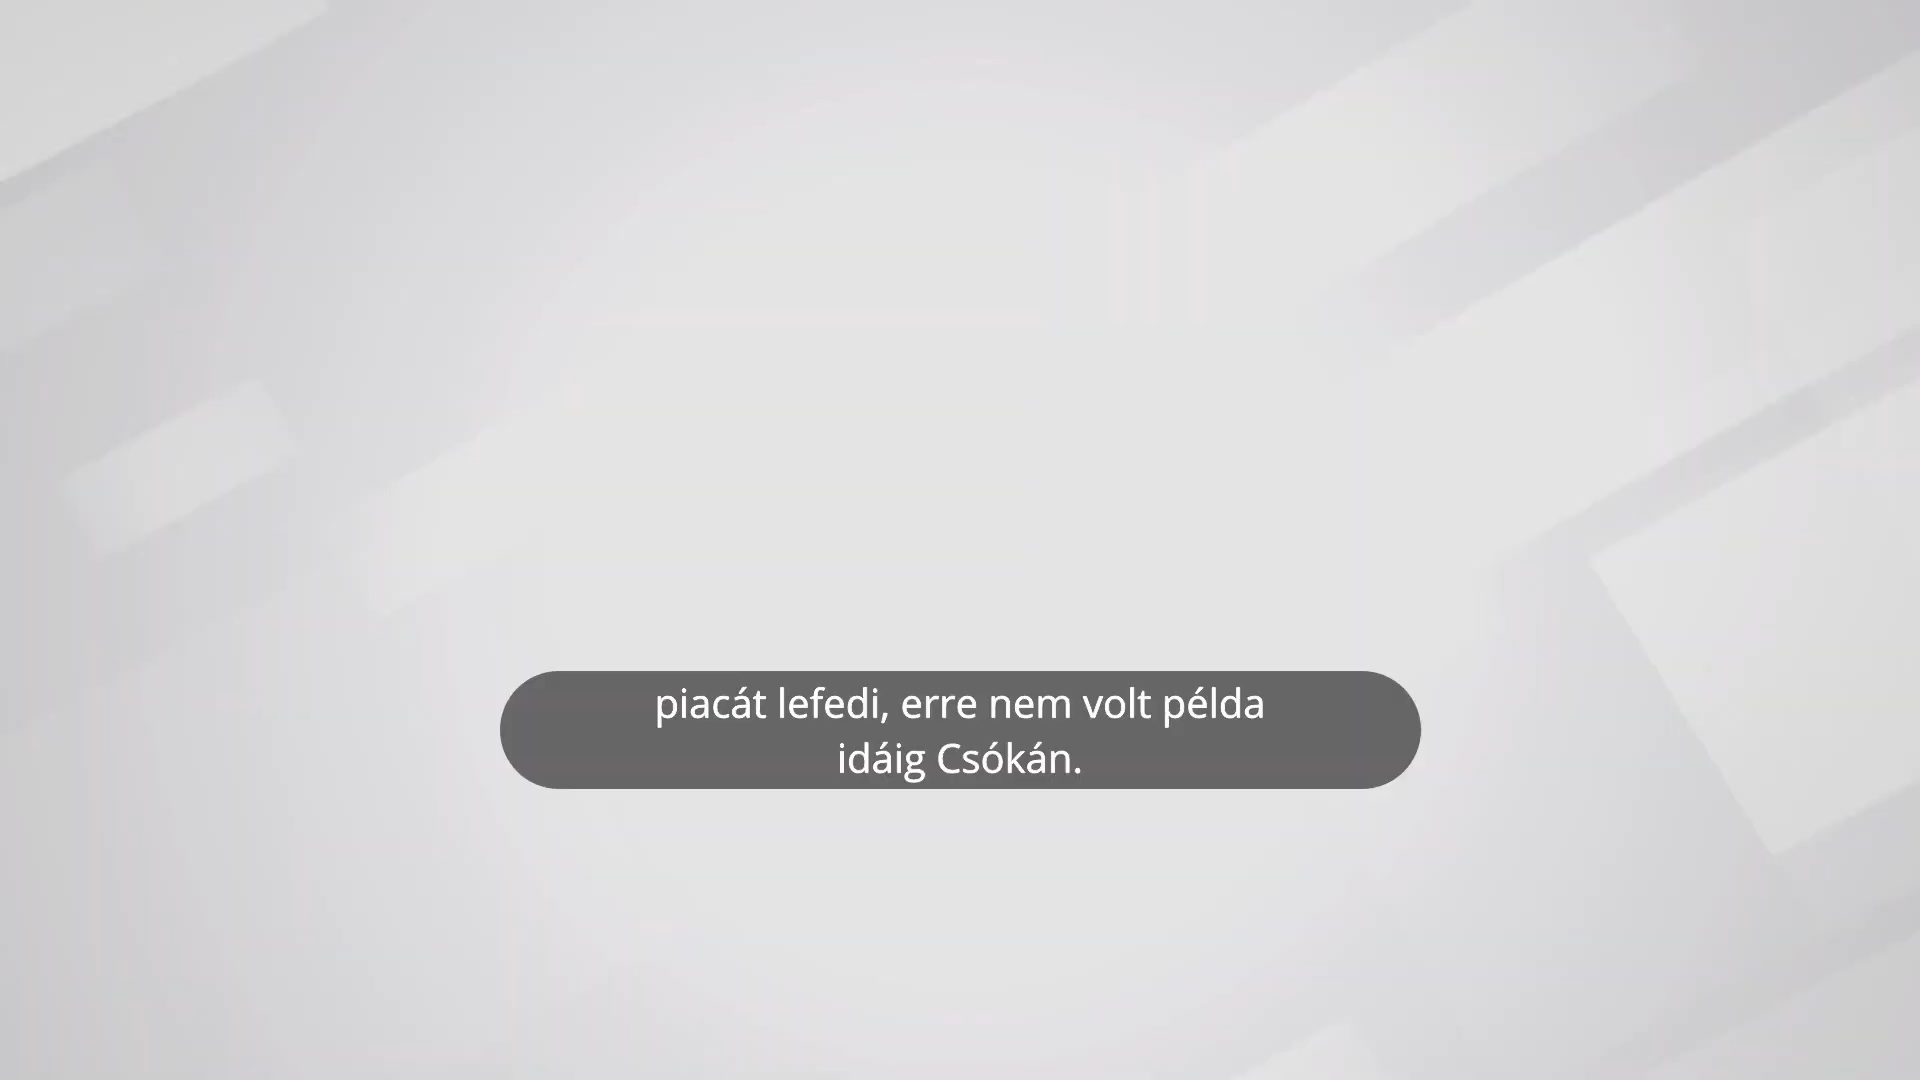 piacát lefedi, erre nem volt példa
idáig Csókán.